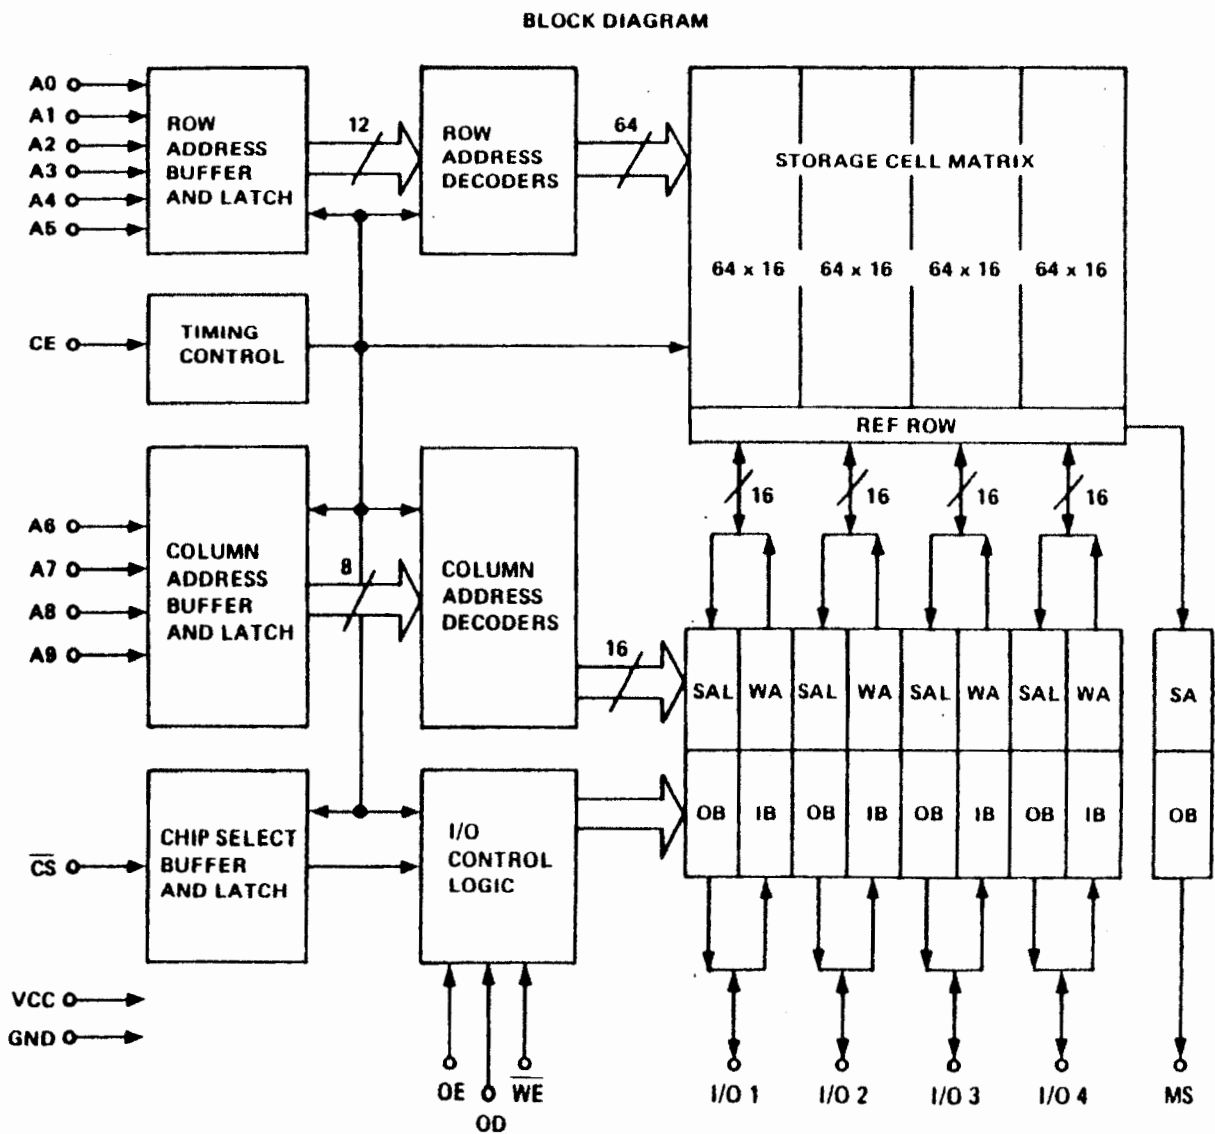 BLOCK DIAGRAM
A0
A1
A2
A3
A4
A5
ROW
ADDRESS
BUFFER
AND LATCH
12
ROW
ADDRESS
DECODERS
64
STORAGE CELL MATRIX
64 x 16
64 x 16
64 x 16
64 x 16
REF ROW
CE
TIMING
CONTROL
16
16
16
16
A6
A7
A8
A9
COLUMN
ADDRESS
BUFFER
AND LATCH
8
COLUMN
ADDRESS
DECODERS
16
SAL WA SAL WA SAL WA SAL WA SA
OB IB OB IB OB IB OB IB OB
C̅S̅
CHIP SELECT
BUFFER
AND LATCH
I/O
CONTROL
LOGIC
VCC
GND
OE
OD
W̅E̅
I/O 1
I/O 2
I/O 3
I/O 4
MS